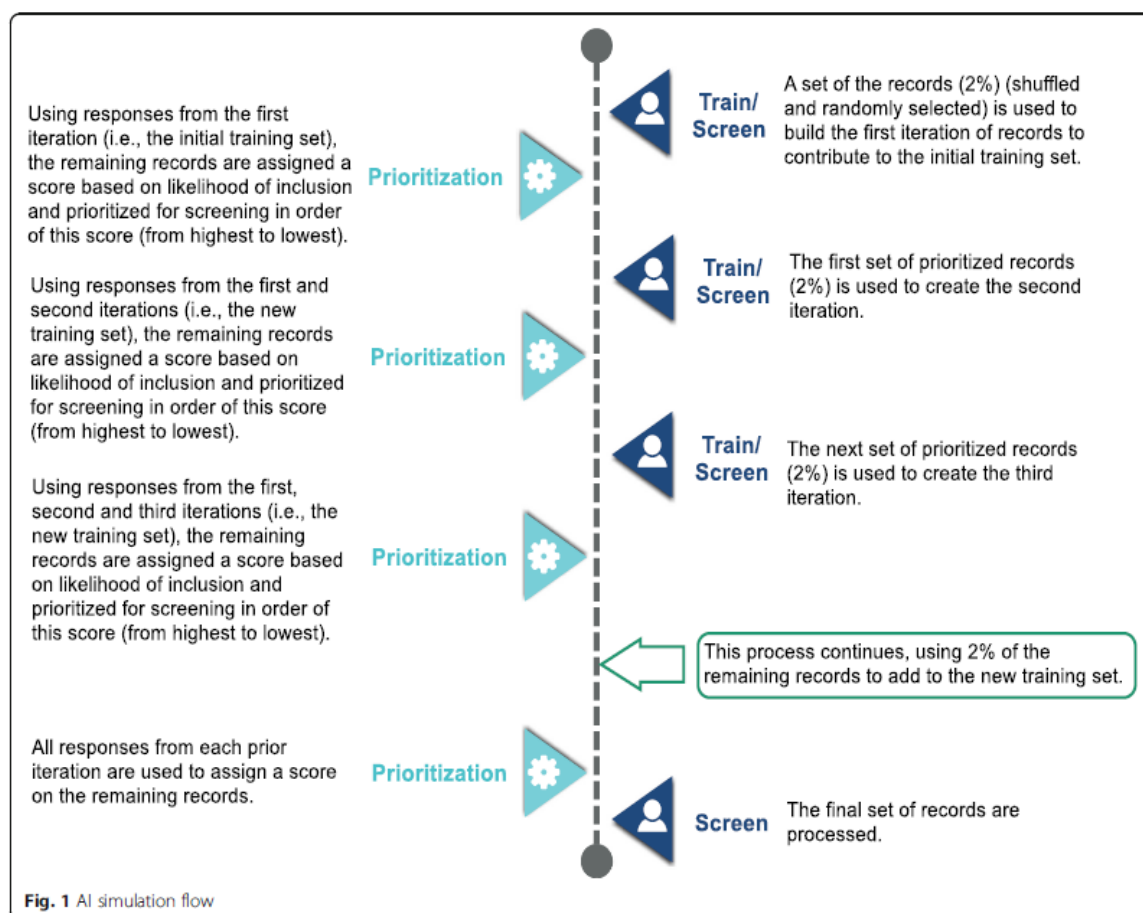 A set of the records (2%) (shuffled
and randomly selected) is used to
build the first iteration of records to
contribute to the initial training set.
Train/
Screen
Using responses from the first
iteration (i.e., the initial training set),
the remaining records are assigned a
score based on likelihood of inclusion
and prioritized for screening in order
of this score (from highest to lowest).
Prioritization
Train/
Screen
The first set of prioritized records
(2%) is used to create the second
iteration.
Using responses from the first and
second iterations (i.e., the new
training set), the remaining records
are assigned a score based on
likelihood of inclusion and prioritized
for screening in order of this score
(from highest to lowest).
Prioritization
Train/
Screen
The next set of prioritized records
(2%) is used to create the third
iteration.
Using responses from the first,
second and third iterations (i.e., the
new training set), the remaining
records are assigned a score based
on likelihood of inclusion and
prioritized for screening in order of
this score (from highest to lowest).
Prioritization
This process continues, using 2% of the
remaining records to add to the new training set.
All responses from each prior
iteration are used to assign a score
on the remaining records.
Prioritization
Screen
The final set of records are
processed.
Fig. 1 AI simulation flow